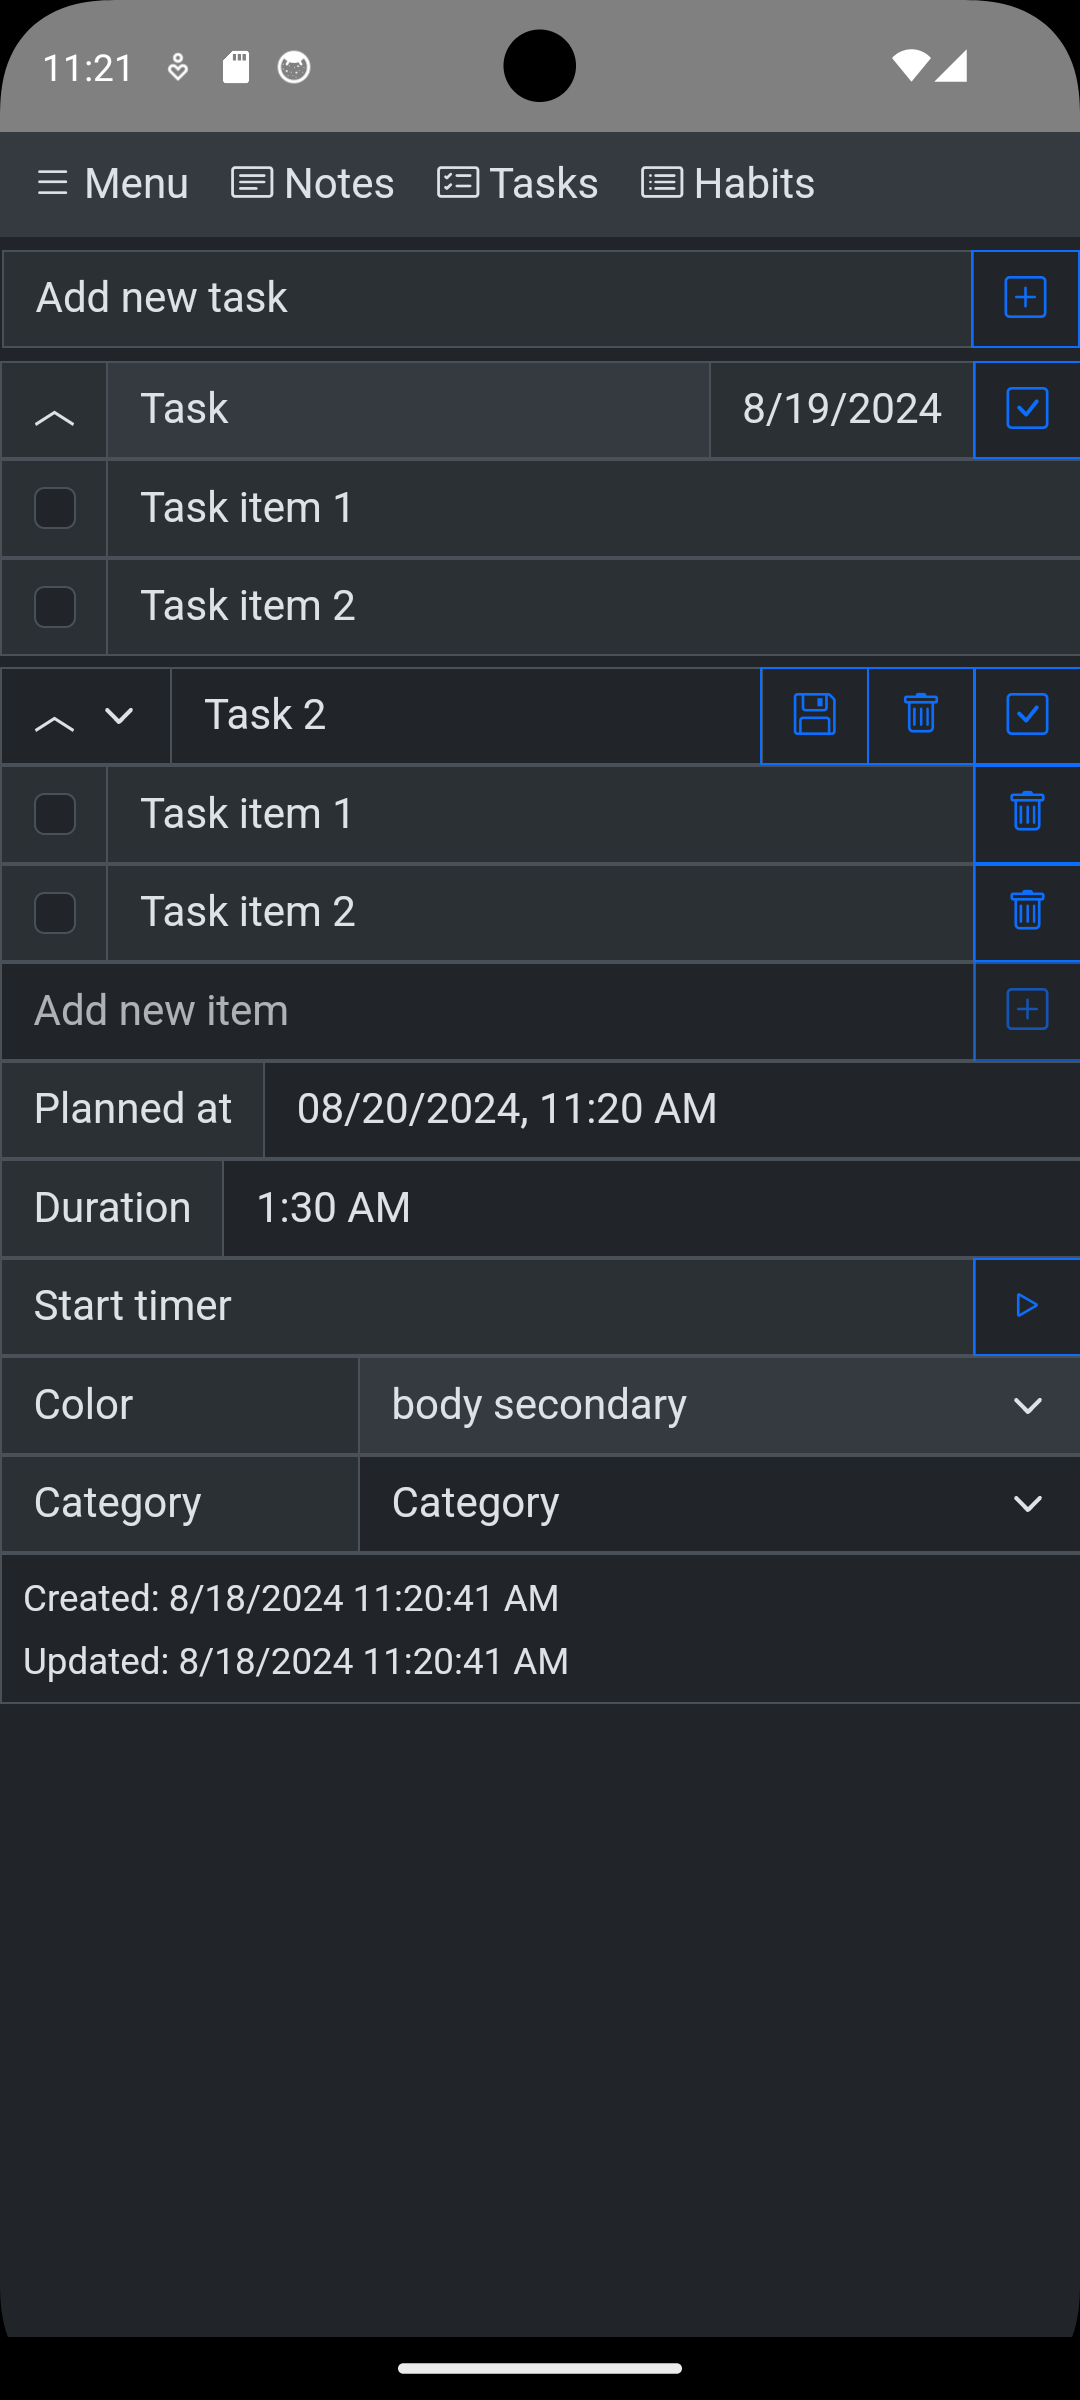 11:21
Menu Notes Tasks Habits
Add new task
Task 8/19/2024
Task item 1
Task item 2
Task 2
Task item 1
Task item 2
Add new item
Planned at 08/20/2024, 11:20 AM
Duration 1:30 AM
Start timer
Color body secondary
Category Category
Created: 8/18/2024 11:20:41 AM
Updated: 8/18/2024 11:20:41 AM